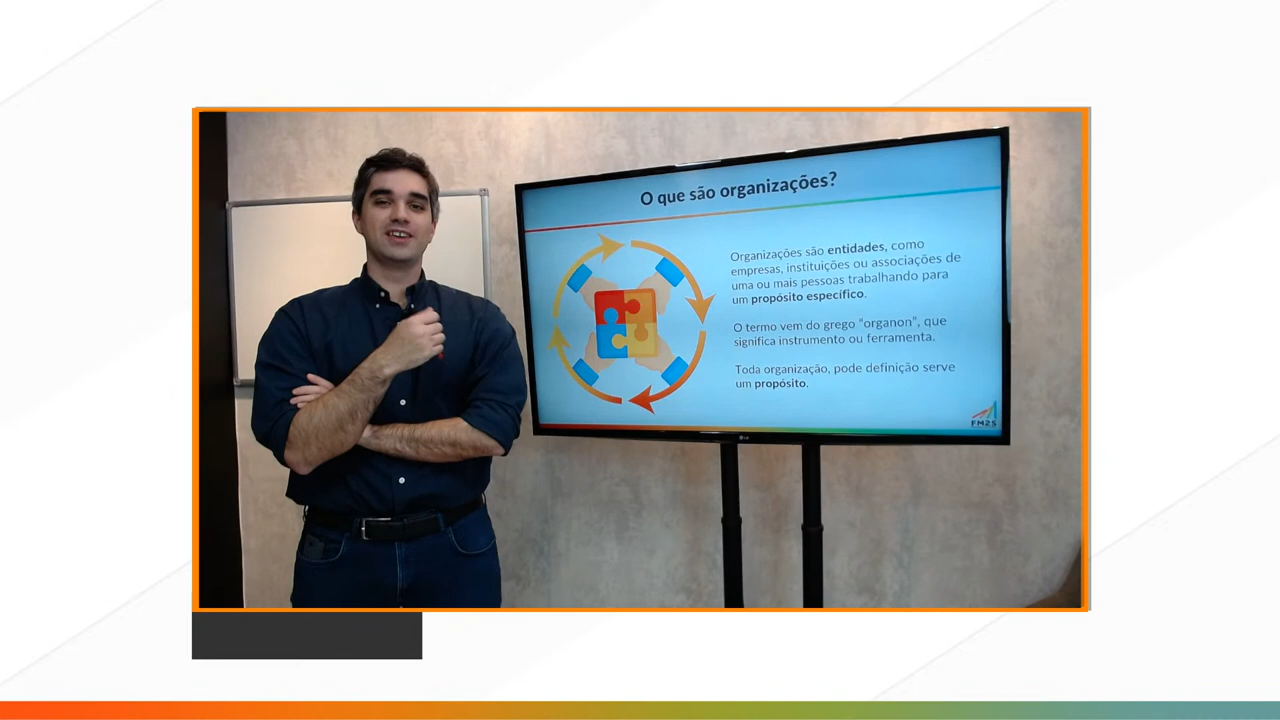 O que são organizações?
Organizações são entidades, como
empresas, instituições ou associações de
uma ou mais pessoas trabalhando para
um propósito específico.
O termo vem do grego "organon", que
significa instrumento ou ferramenta.
Toda organização, pode definição serve
um propósito.
FM2S
LG